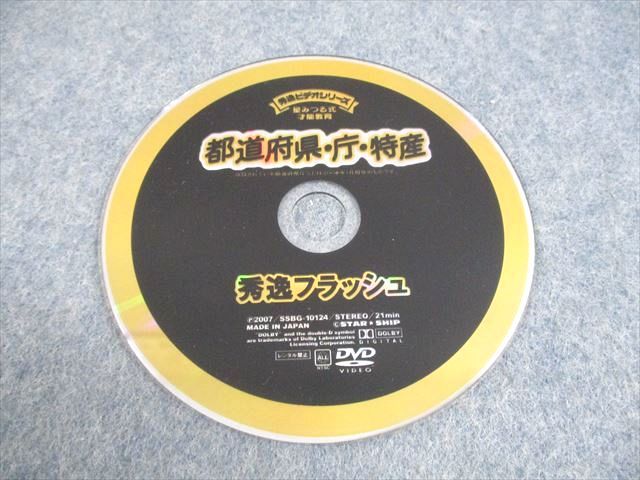 秀逸ビデオシリーズ
星みつる式
才能教育
都道府県・庁・特産
秀逸フラッシュ
Ⓟ2007/SSBG-10124/STEREO/21min
MADE IN JAPAN
©STAR★SHIP
"DOLBY" and the double-D symbol
are trademarks of Dolby Laboratories
Licensing Corporation.
DOLBY
DIGITAL
レンタル禁止
ALL
NTSC
DVD
VIDEO